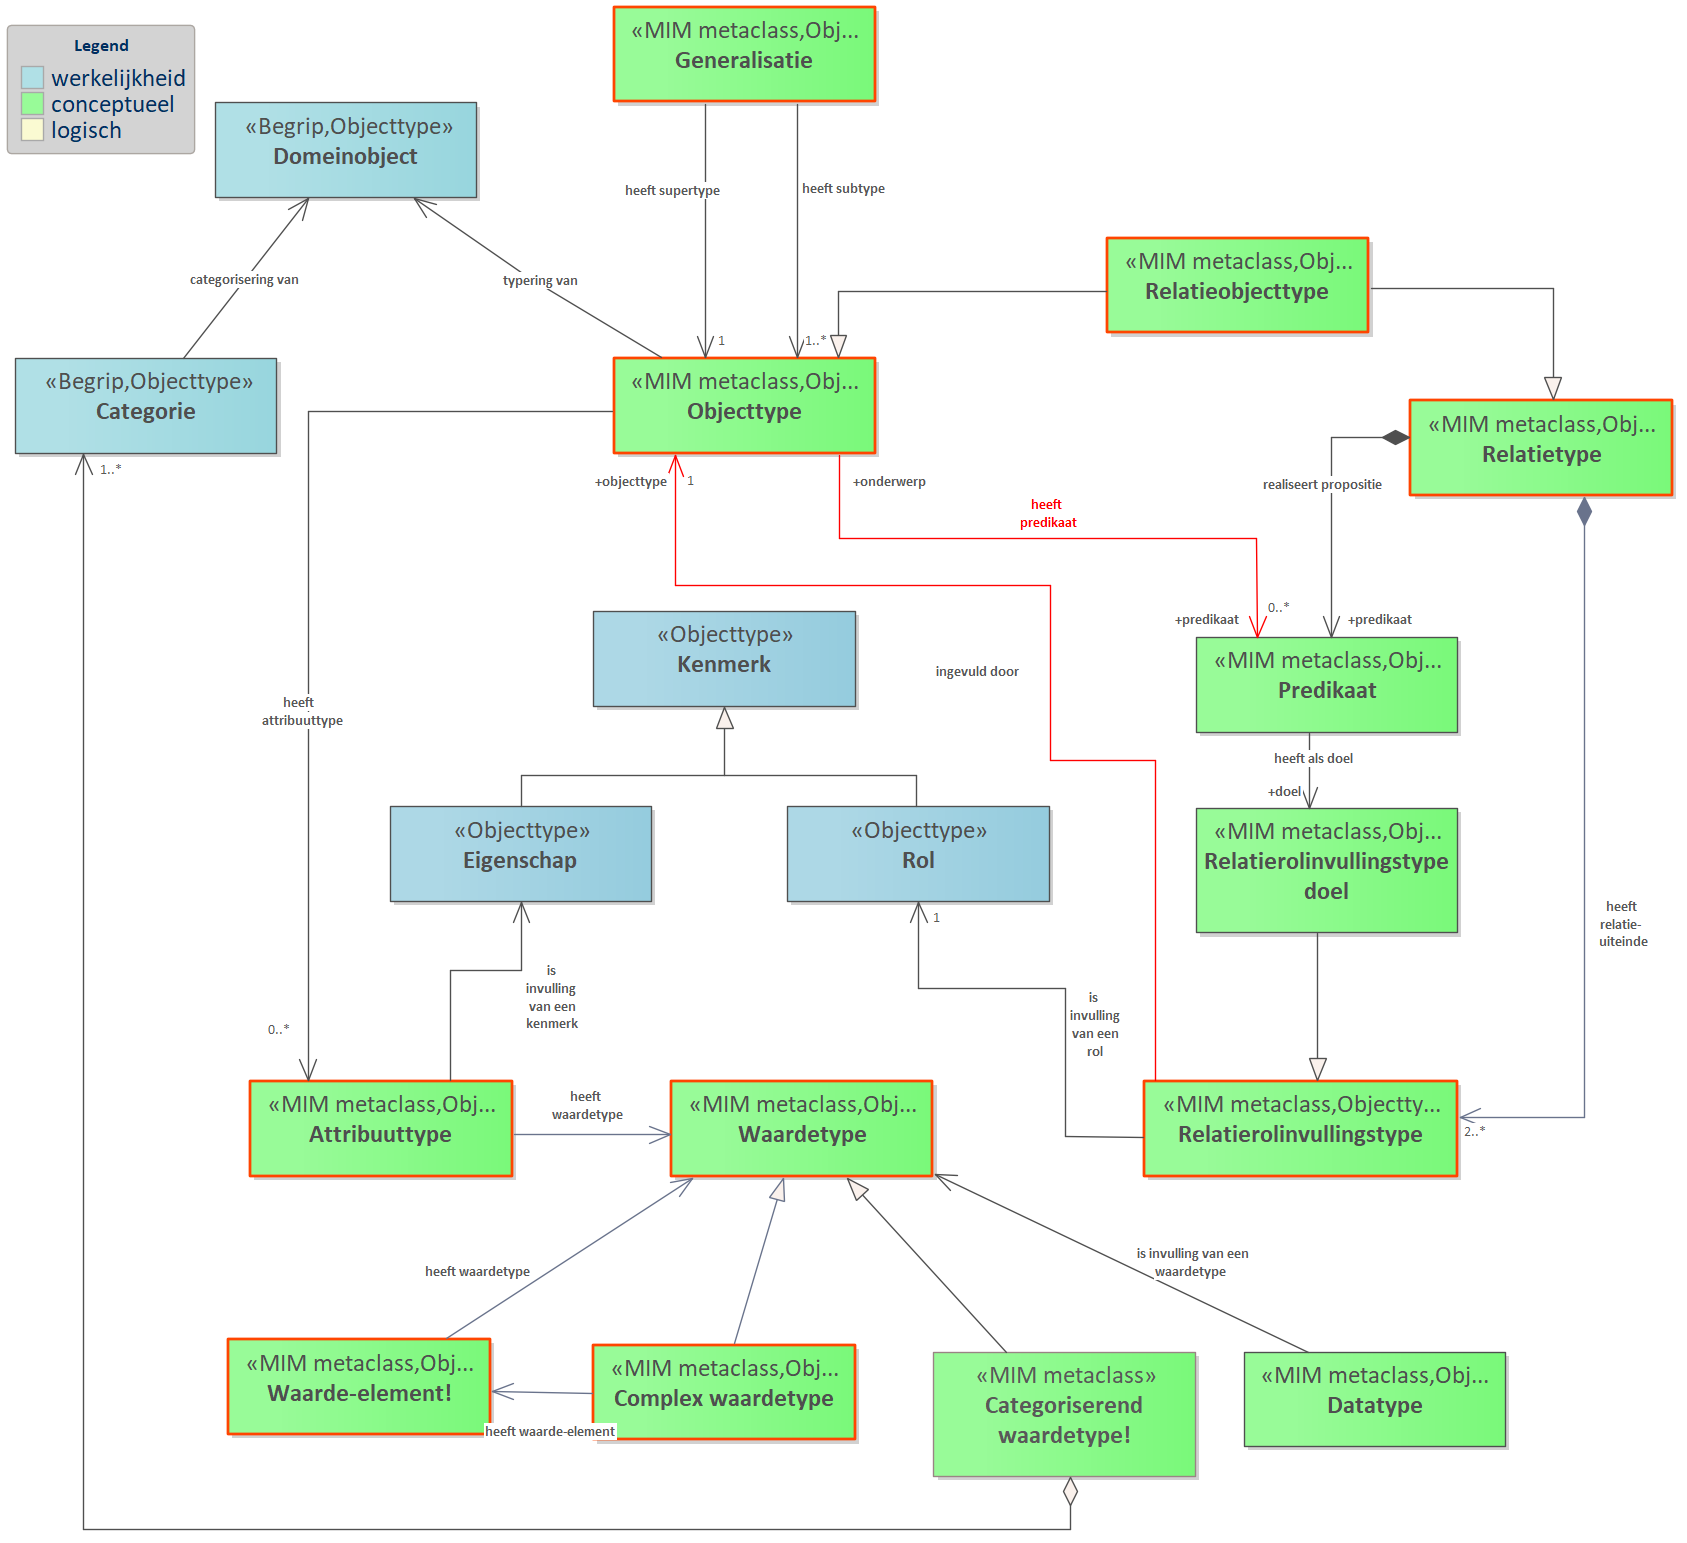 Legend
werkelijkheid
conceptueel
logisch
«MIM metaclass,Obj...
Generalisatie
«Begrip,Objecttype»
Domeinobject
heeft supertype
heeft subtype
categorisering van
typering van
1
1..*
«MIM metaclass,Obj...
Relatieobjecttype
«Begrip,Objecttype»
Categorie
1..*
«MIM metaclass,Obj...
Objecttype
«MIM metaclass,Obj...
Relatietype
+objecttype
1
+onderwerp
heeft
predikaat
realiseert propositie
0..*
+predikaat
+predikaat
«Objecttype»
Kenmerk
ingevuld door
«MIM metaclass,Obj...
Predikaat
heeft
attribuuttype
heeft als doel
+doel
«Objecttype»
Eigenschap
«Objecttype»
Rol
1
«MIM metaclass,Obj...
Relatierolinvullingstype
doel
heeft
relatie-
uiteinde
is
invulling
van een
kenmerk
is
invulling
van een
rol
0..*
«MIM metaclass,Obj...
Attribuuttype
heeft
waardetype
«MIM metaclass,Obj...
Waardetype
«MIM metaclass,Objectty...
Relatierolinvullingstype
2..*
heeft waardetype
is invulling van een
waardetype
«MIM metaclass,Obj...
Waarde-element!
heeft waarde-element
«MIM metaclass,Obj...
Complex waardetype
«MIM metaclass»
Categoriserend
waardetype!
«MIM metaclass,Obj...
Datatype